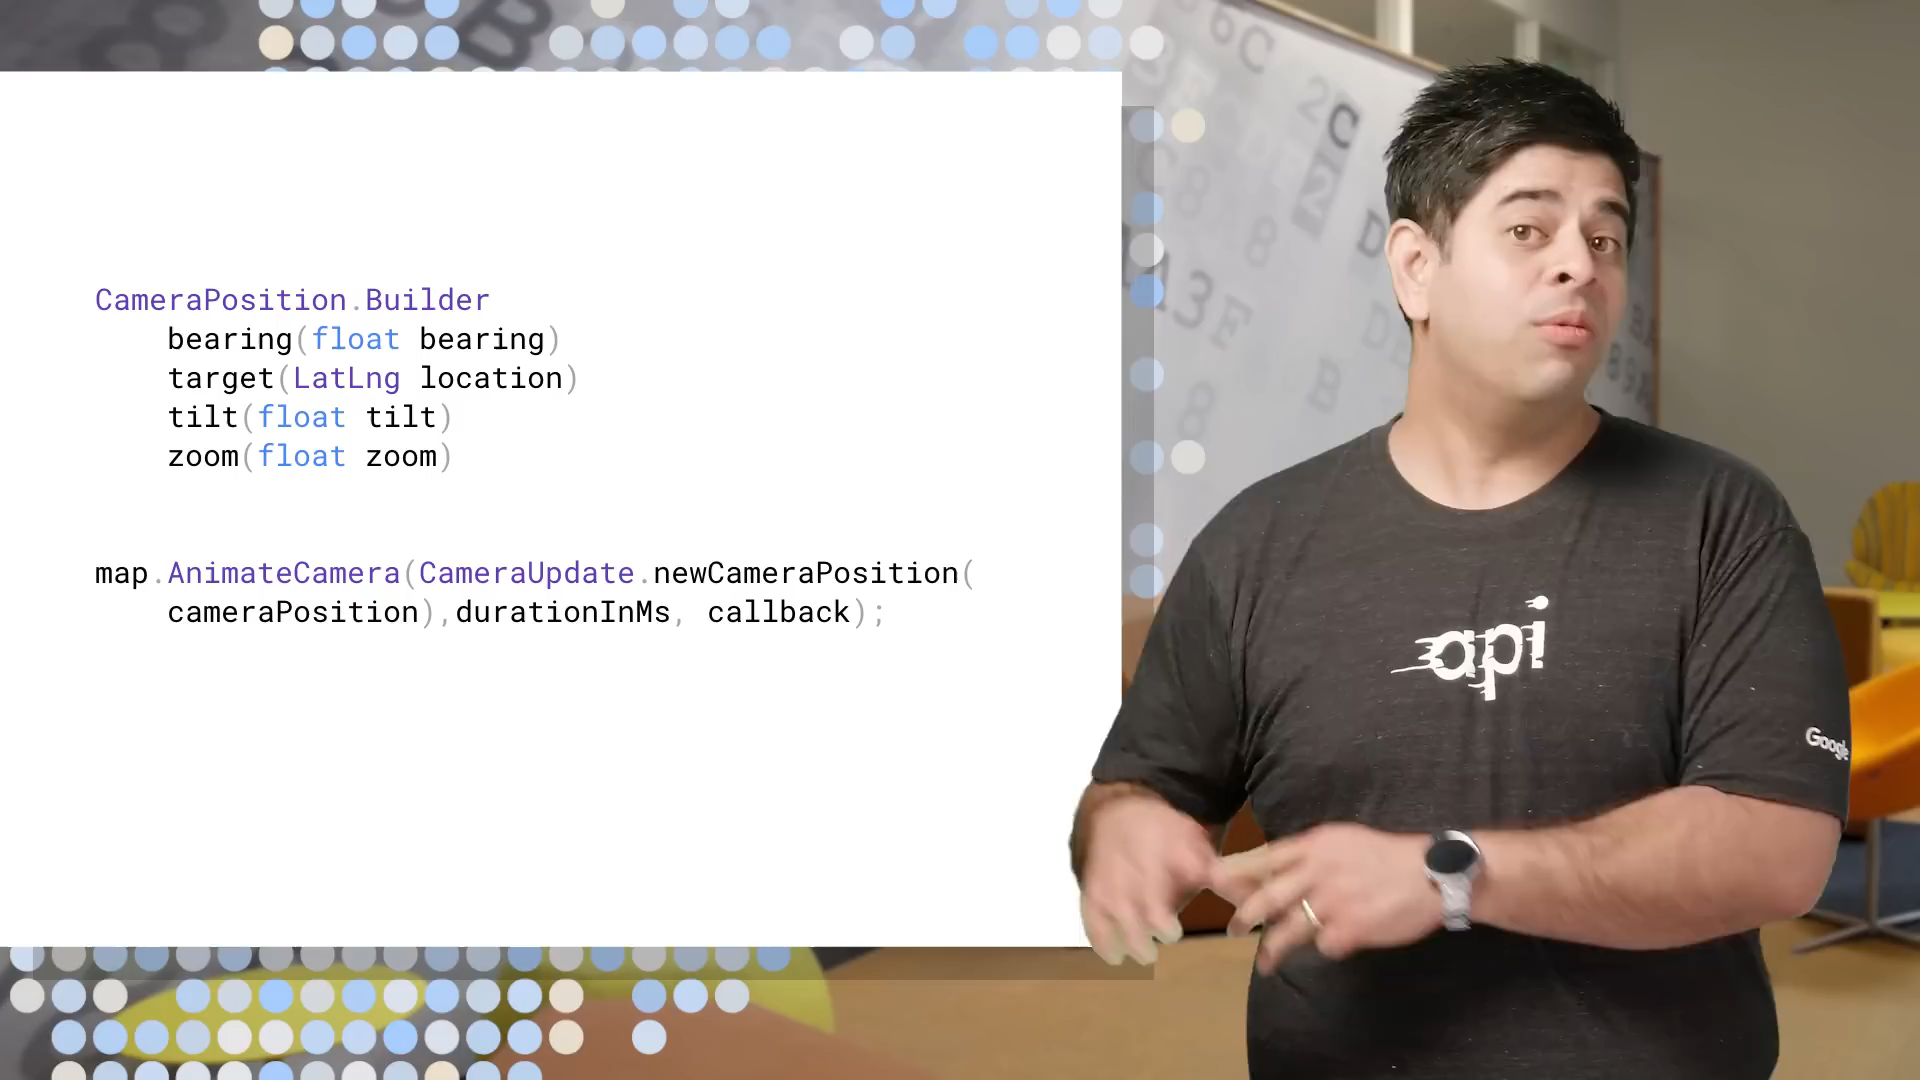 CameraPosition.Builder
bearing(float bearing)
target(LatLng location)
tilt(float tilt)
zoom(float zoom)
map.AnimateCamera(CameraUpdate.newCameraPosition(
cameraPosition),durationInMs, callback);
api
Google